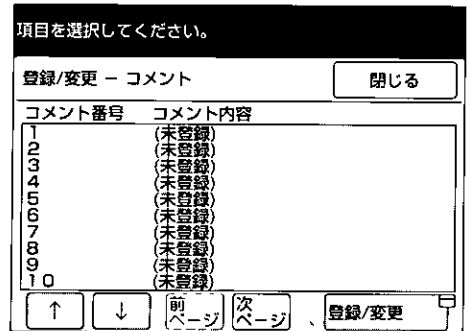 項目を選択してください。
登録/変更 − コメント 閉じる
コメント番号 コメント内容
1 (未登録)
2 (未登録)
3 (未登録)
4 (未登録)
5 (未登録)
6 (未登録)
7 (未登録)
8 (未登録)
9 (未登録)
10 (未登録)
↑ ↓ 前ページ 次ページ 登録/変更